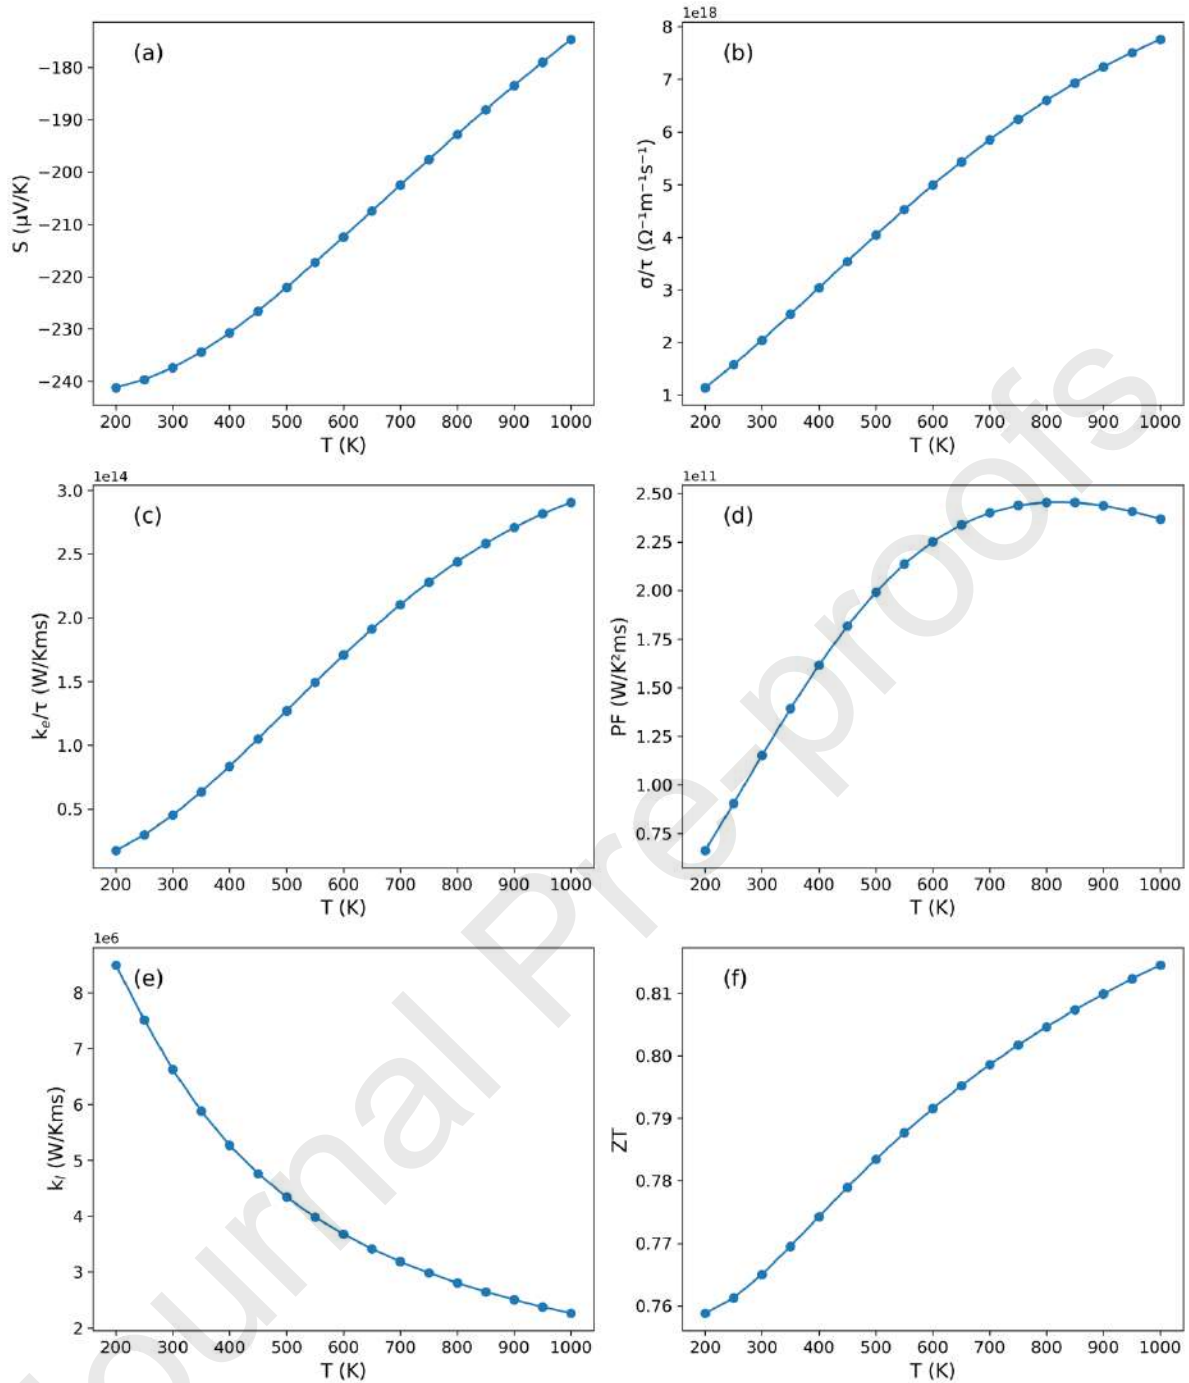 (a)
S (μV/K)
−180
−190
−200
−210
−220
−230
−240
200 300 400 500 600 700 800 900 1000
T (K)
1e18
(b)
σ/τ (Ω⁻¹m⁻¹s⁻¹)
8
7
6
5
4
3
2
1
200 300 400 500 600 700 800 900 1000
T (K)
1e14
(c)
kₑ/τ (W/Kms)
3.0
2.5
2.0
1.5
1.0
0.5
200 300 400 500 600 700 800 900 1000
T (K)
1e11
(d)
PF (W/K²ms)
2.50
2.25
2.00
1.75
1.50
1.25
1.00
0.75
200 300 400 500 600 700 800 900 1000
T (K)
1e6
(e)
kₗ (W/Kms)
8
7
6
5
4
3
2
200 300 400 500 600 700 800 900 1000
T (K)
(f)
ZT
0.81
0.80
0.79
0.78
0.77
0.76
200 300 400 500 600 700 800 900 1000
T (K)
Journal Pre-proofs